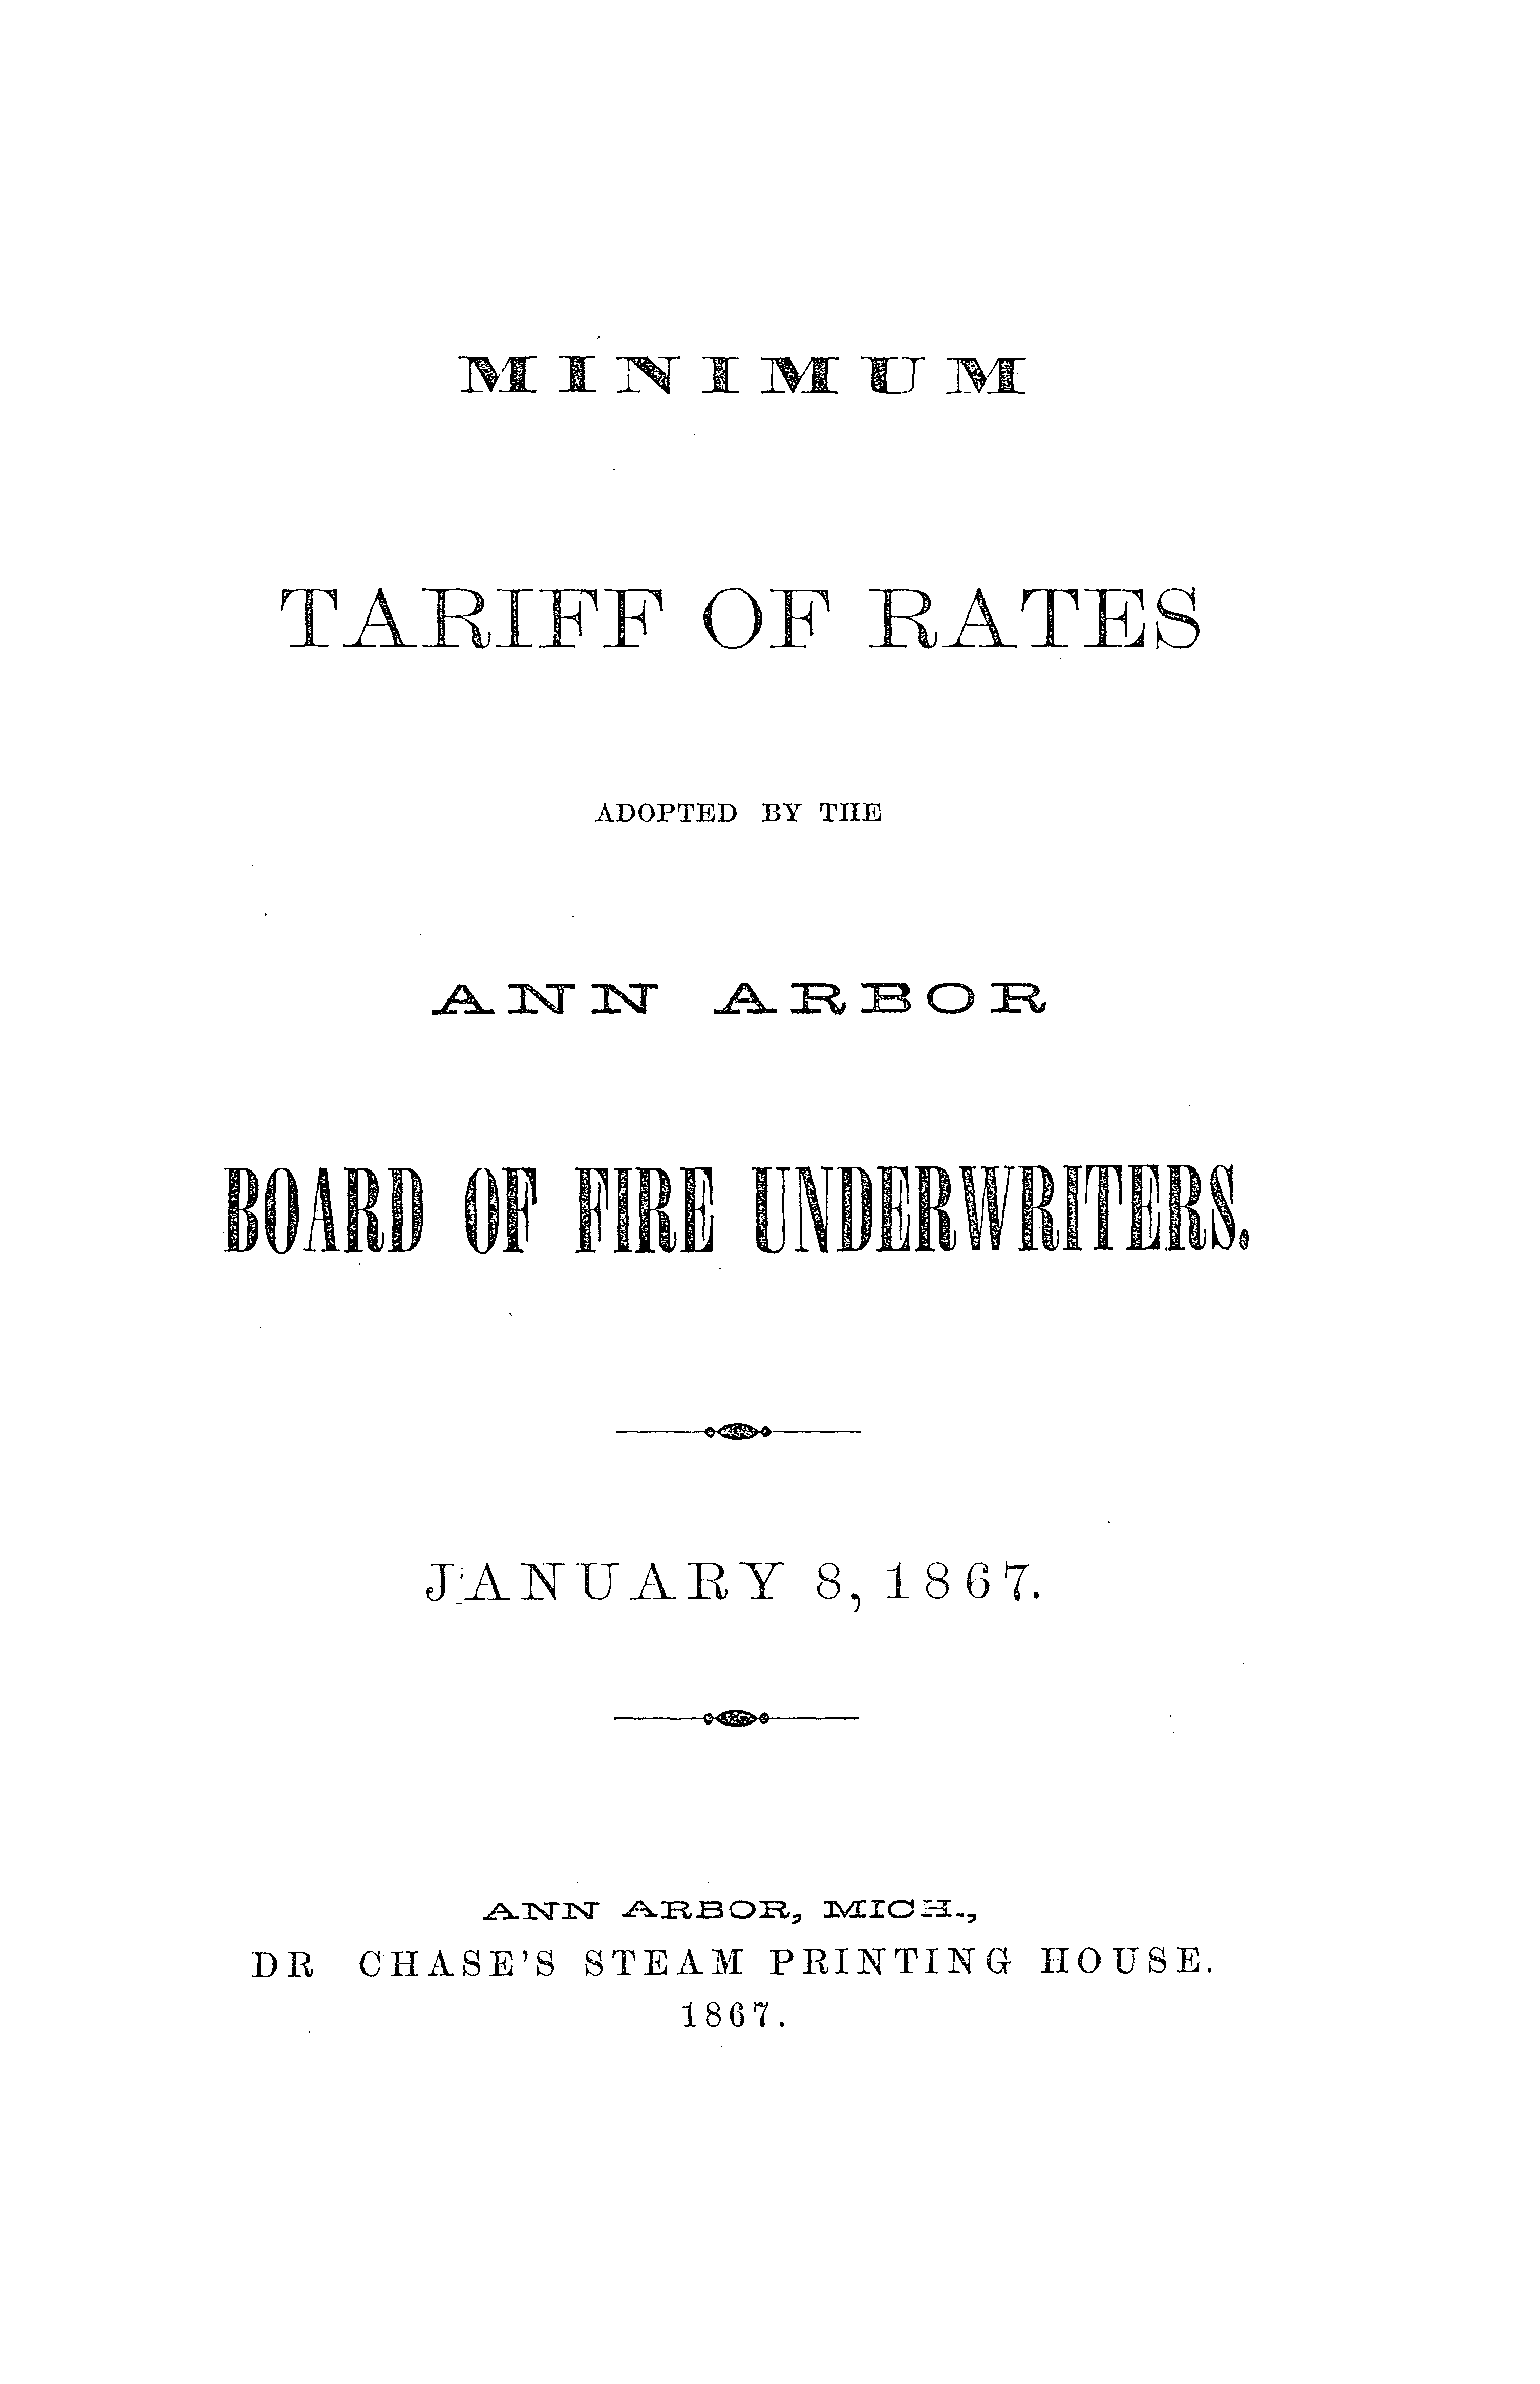 MINIMUM
TARIFF OF RATES
ADOPTED BY THE
ANN ARBOR
BOARD OF FIRE UNDERWRITERS.
JANUARY 8, 1867.
ANN ARBOR, MICH.,
DR CHASE'S STEAM PRINTING HOUSE.
1867.